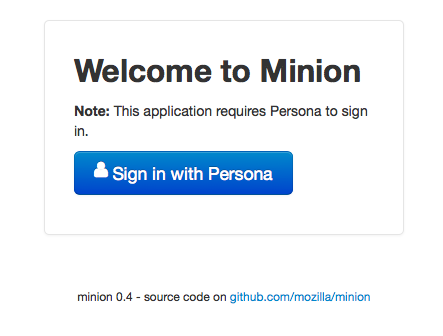 Welcome to Minion
Note: This application requires Persona to sign
in.
Sign in with Persona
minion 0.4 - source code on github.com/mozilla/minion